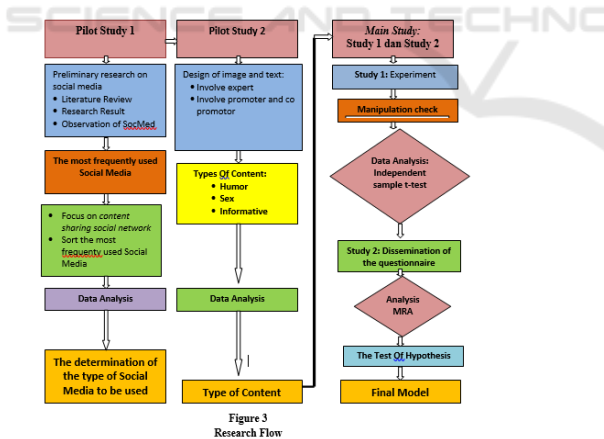 SCIENCE AND TECHNO
Pilot Study 1
Preliminary research on
social media
• Literature Review
• Research Result
• Observation of SocMed
The most frequently used
Social Media
• Focus on content
sharing social network
• Sort the most
frequenty used Social
Media
Data Analysis
The determination of
the type of Social
Media to be used
Pilot Study 2
Design of image and text:
• Involve expert
• Involve promoter and co
promotor
Types Of Content:
• Humor
• Sex
• Informative
Data Analysis
Type of Content
Main Study:
Study 1 dan Study 2
Study 1: Experiment
Manipulation check
Data Analysis:
Independent
sample t-test
Study 2: Dissemination of
the questionnaire
Analysis
MRA
The Test Of Hypothesis
Final Model
Figure 3
Research Flow